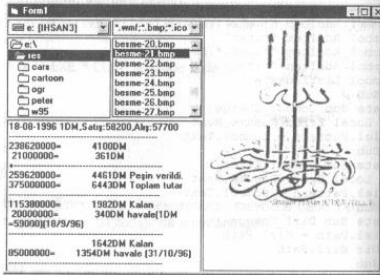 Form1
e: [IHSAN3]
*.wmf;*.bmp;*.ico
e:\
res
cars
cartoon
ogr
peter
w95
besme-20.bmp
besme-21.bmp
besme-22.bmp
besme-23.bmp
besme-24.bmp
besme-25.bmp
besme-26.bmp
besme-27.bmp
18-08-1996 1DM,Satış:58200,Alış:57700
238620000= 4100DM
21000000= 361DM
259620000= 4461DM Peşin verildi.
375000000= 6443DM Toplam tutar
115380000= 1982DM Kalan
20000000= 340DM havale(1DM
=59000)(18/9/96)
1642DM Kalan
85000000= 1354DM havale (31/10/96)